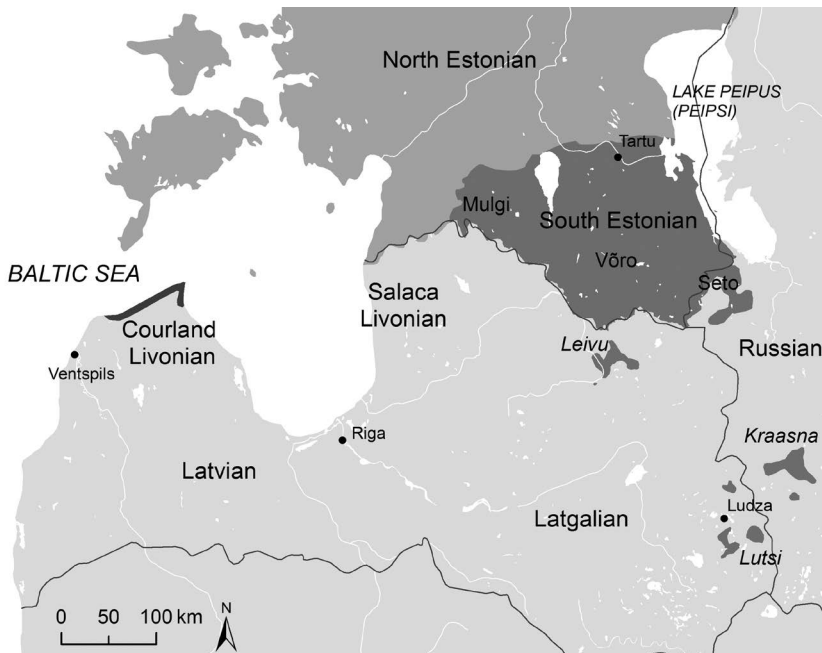 North Estonian
LAKE PEIPUS
(PEIPSI)
Tartu
Mulgi
South Estonian
Võro
BALTIC SEA
Seto
Salaca
Livonian
Courland
Livonian
Leivu
Russian
Ventspils
Kraasna
Riga
Latvian
Latgalian
Ludza
Lutsi
0 50 100 km
N